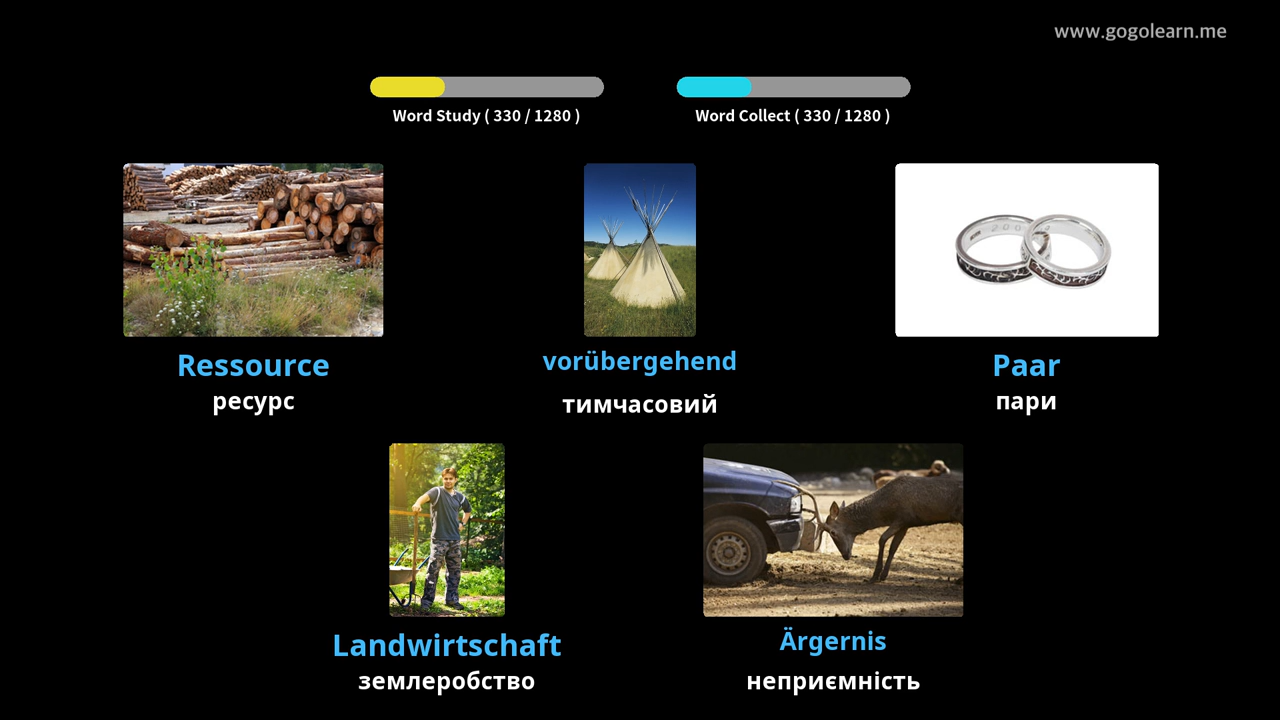 www.gogolearn.me
Word Study ( 330 / 1280 )
Word Collect ( 330 / 1280 )
Ressource
ресурс
vorübergehend
тимчасовий
Paar
пари
Landwirtschaft
землеробство
Ärgernis
неприємність